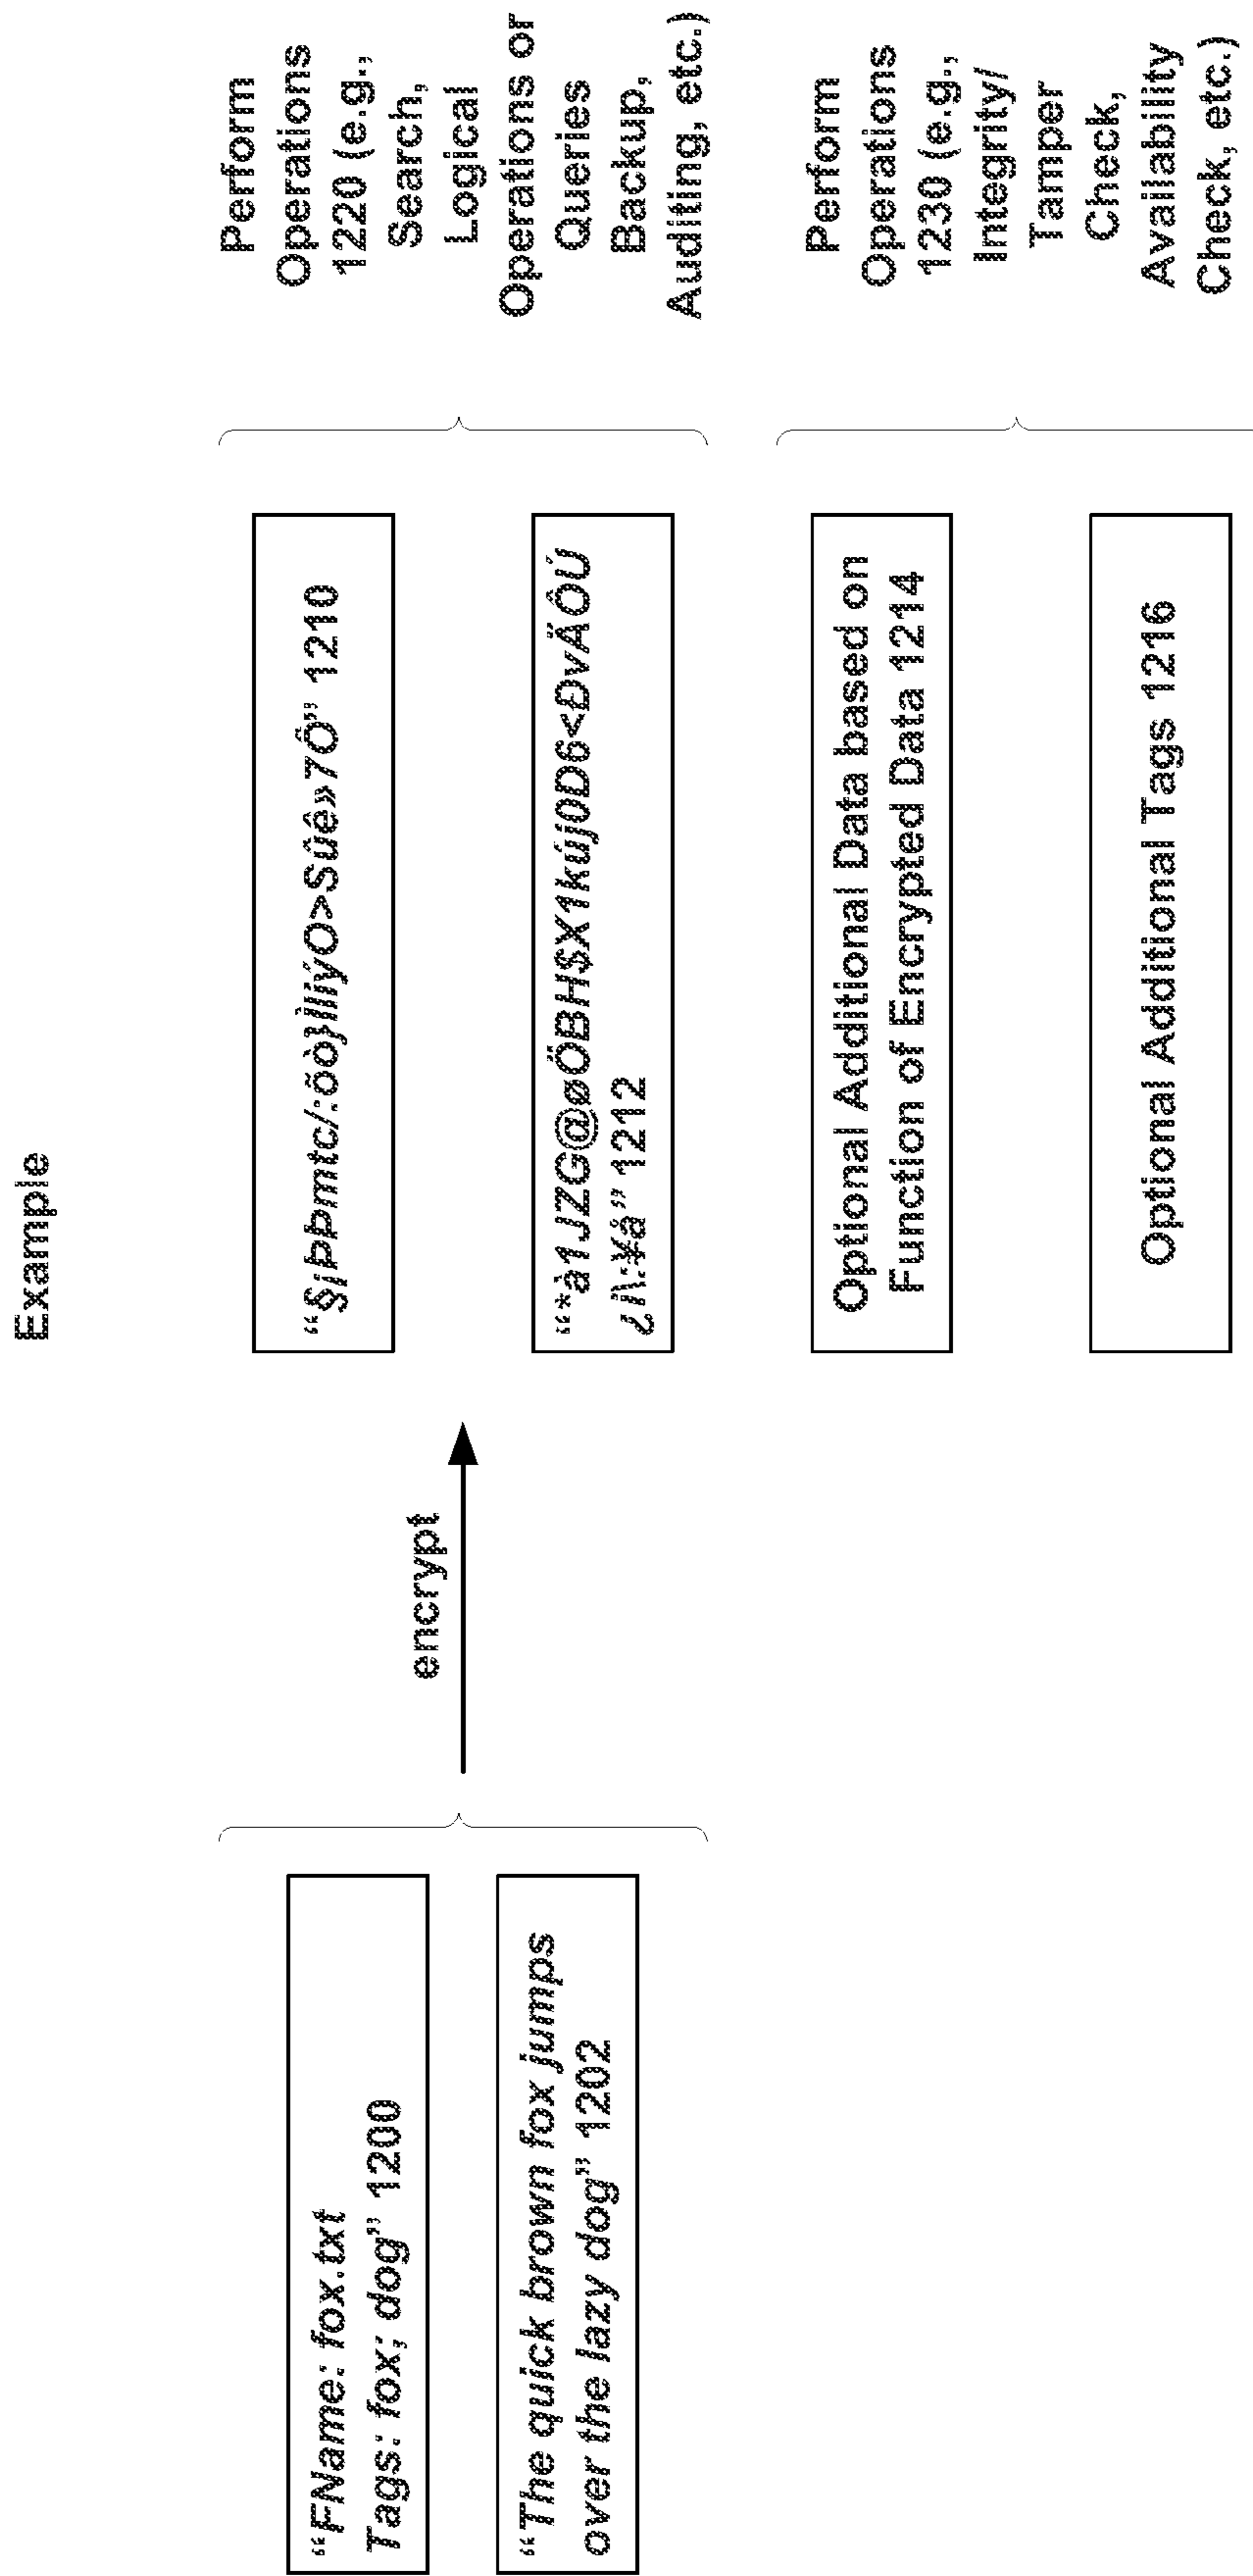 Example
“FName: fox.txt
Tags: fox; dog” 1200
“The quick brown fox jumps
over the lazy dog” 1202
encrypt
1210
1212
Optional Additional Data based on
Function of Encrypted Data 1214
Optional Additional Tags 1216
Perform
Operations
1220 (e.g.,
Search,
Logical
Operations or
Queries
Backup,
Auditing, etc.)
Perform
Operations
1230 (e.g.,
Integrity/
Tamper
Check,
Availability
Check, etc.)